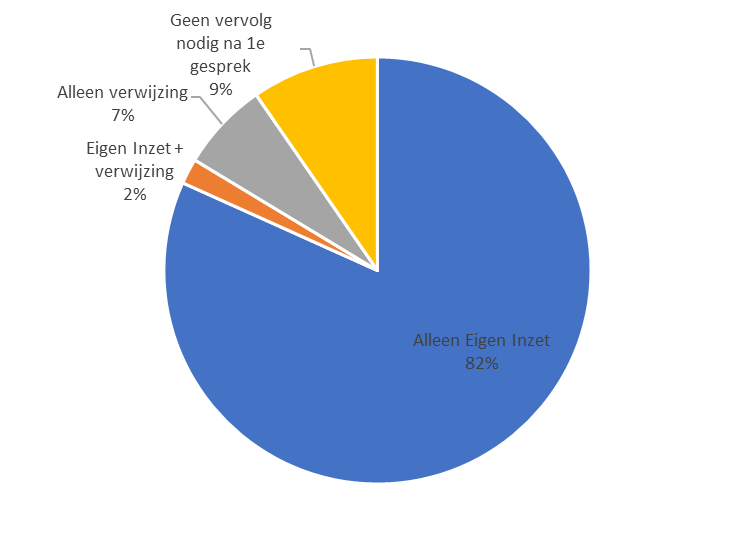 Geen vervolg
nodig na 1e
gesprek
9%
Alleen verwijzing
7%
Eigen Inzet +
verwijzing
2%
Alleen Eigen Inzet
82%